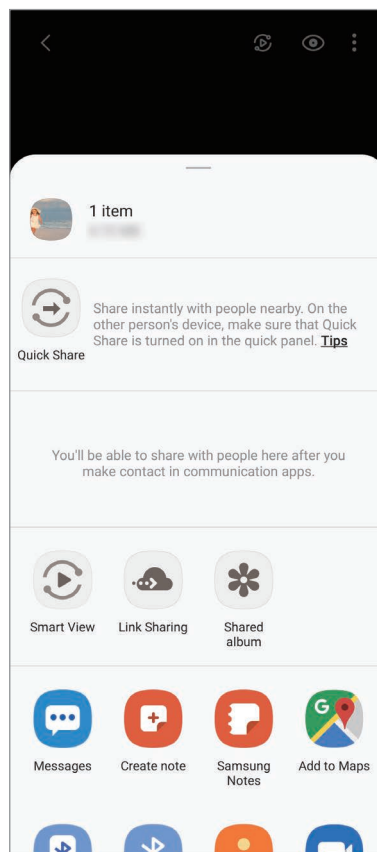 1 item
Share instantly with people nearby. On the
other person's device, make sure that Quick
Share is turned on in the quick panel. Tips
Quick Share
You'll be able to share with people here after you
make contact in communication apps.
Smart View
Link Sharing
Shared
album
Messages
Create note
Samsung
Notes
G
Add to Maps